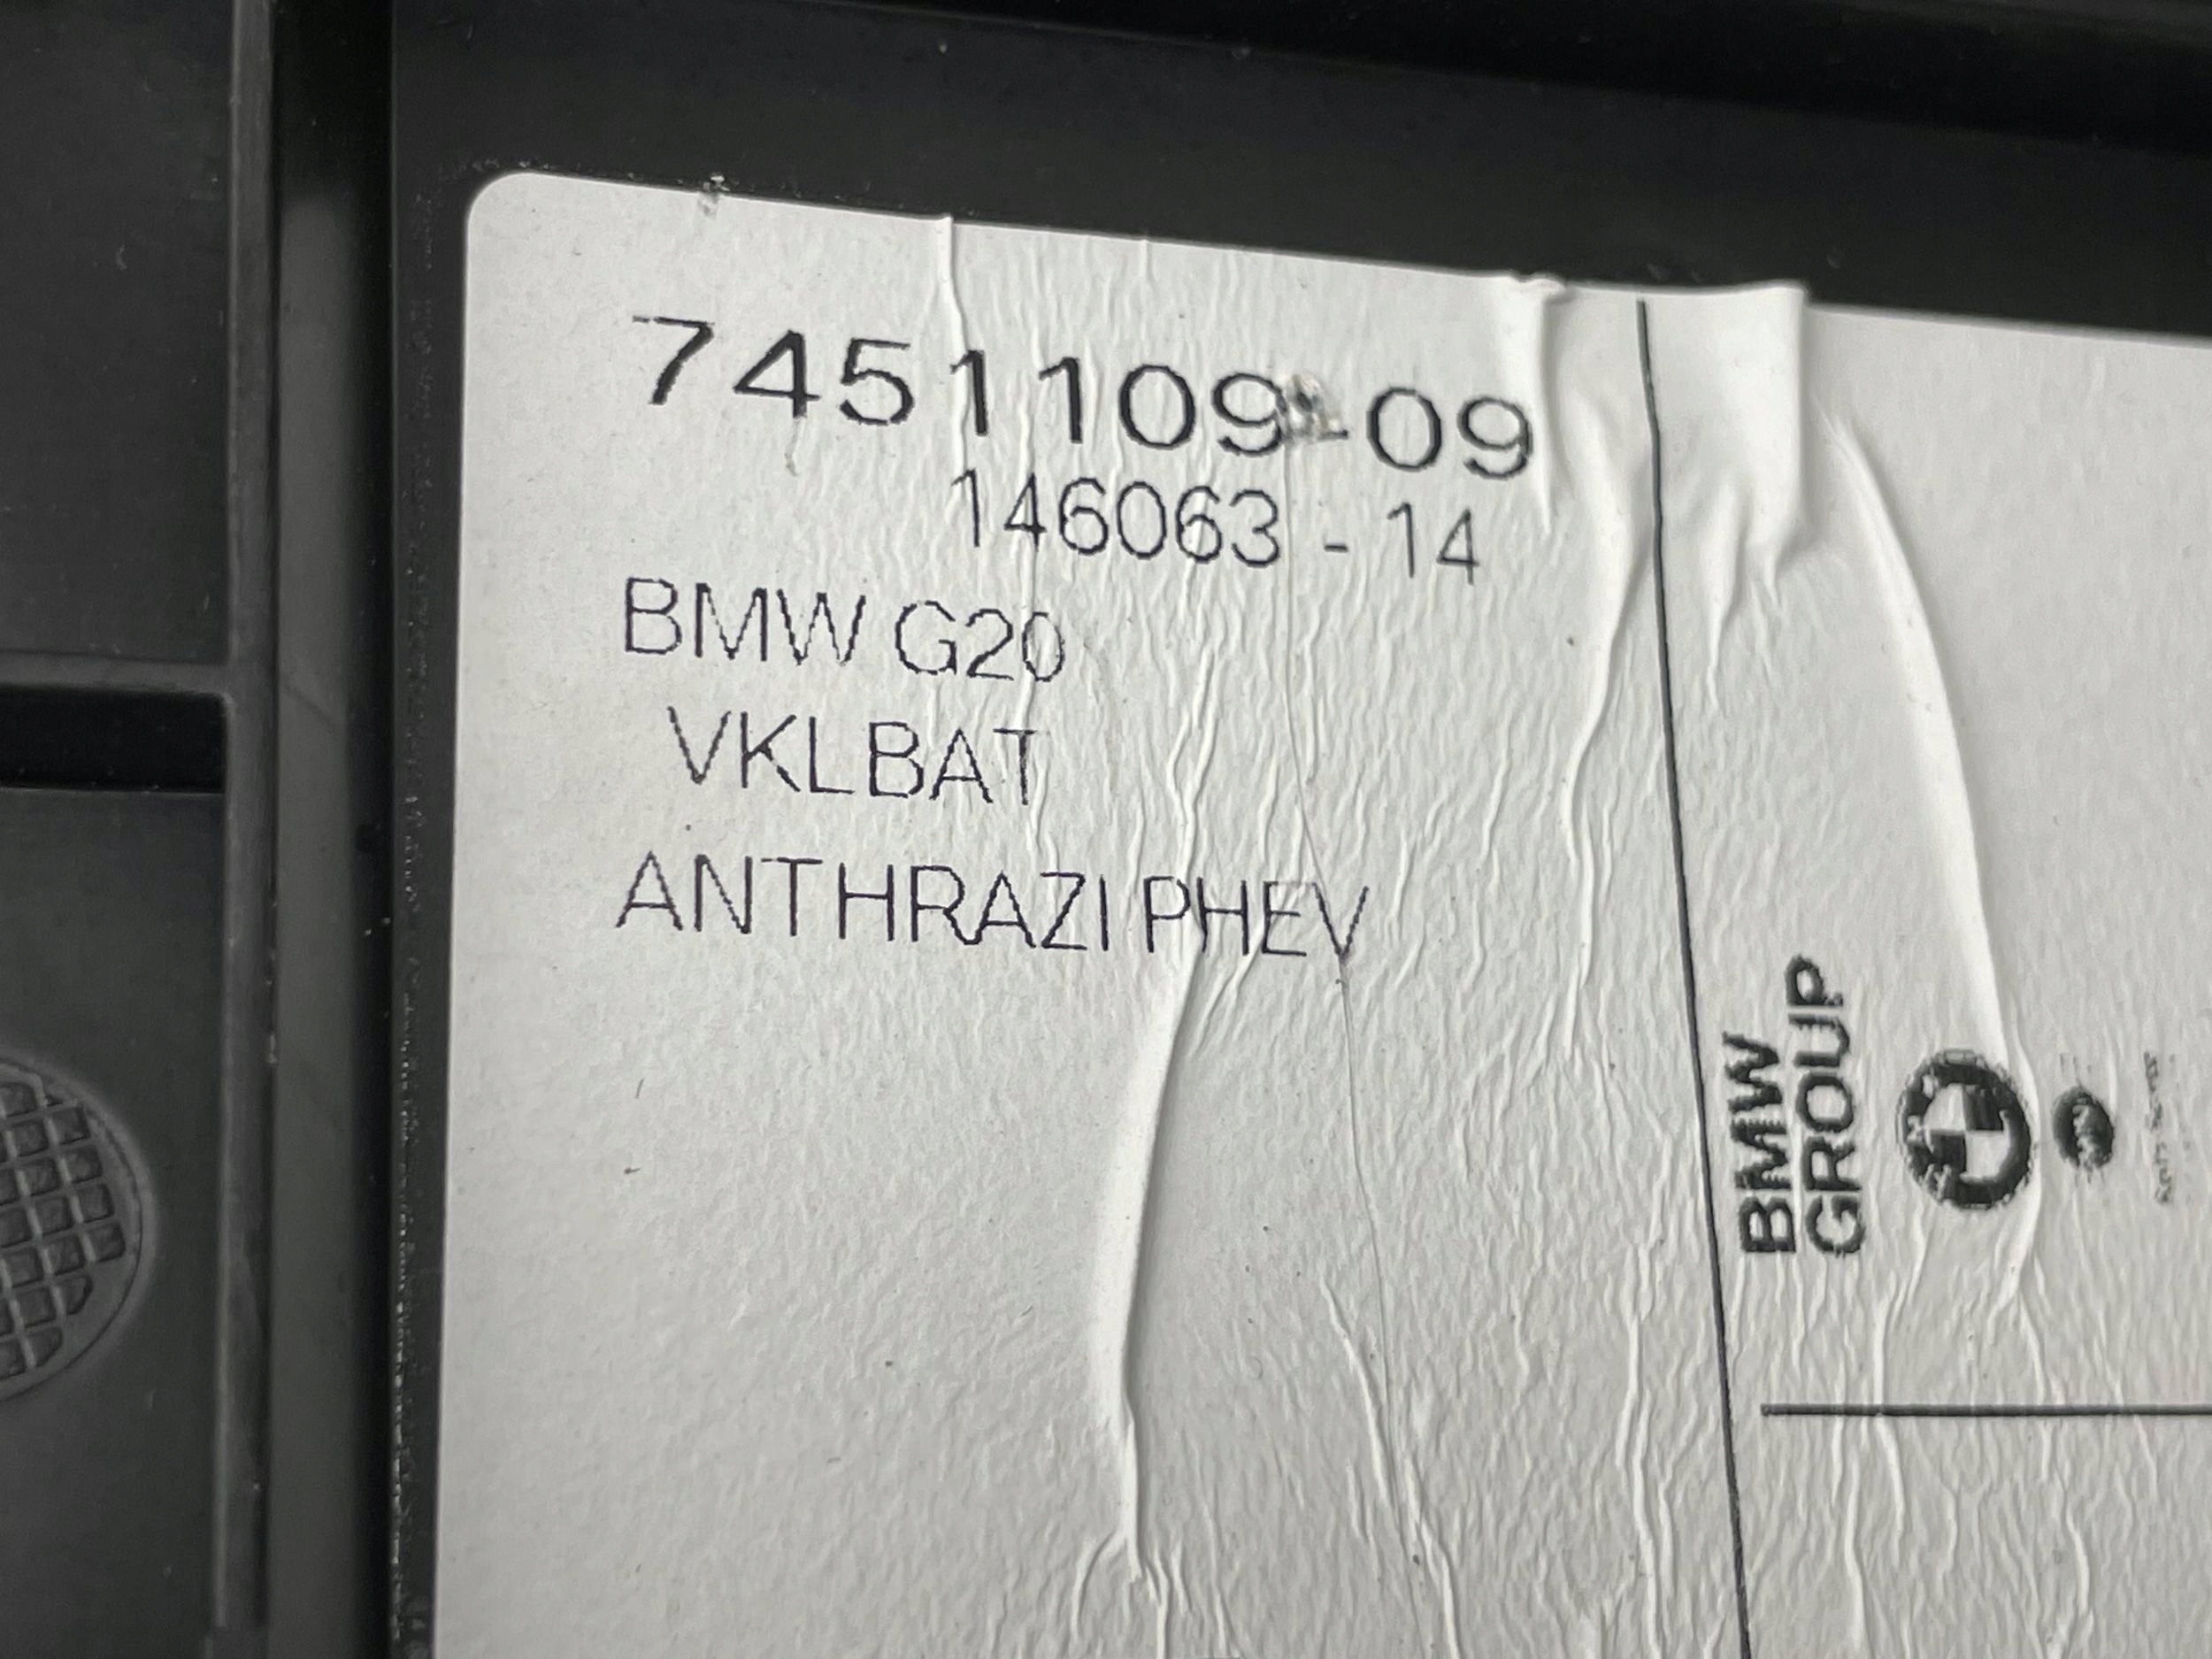 7451109-09
146063 - 14
BMW G20
VKLBAT
ANTHRAZI PHEV
BMW
GROUP